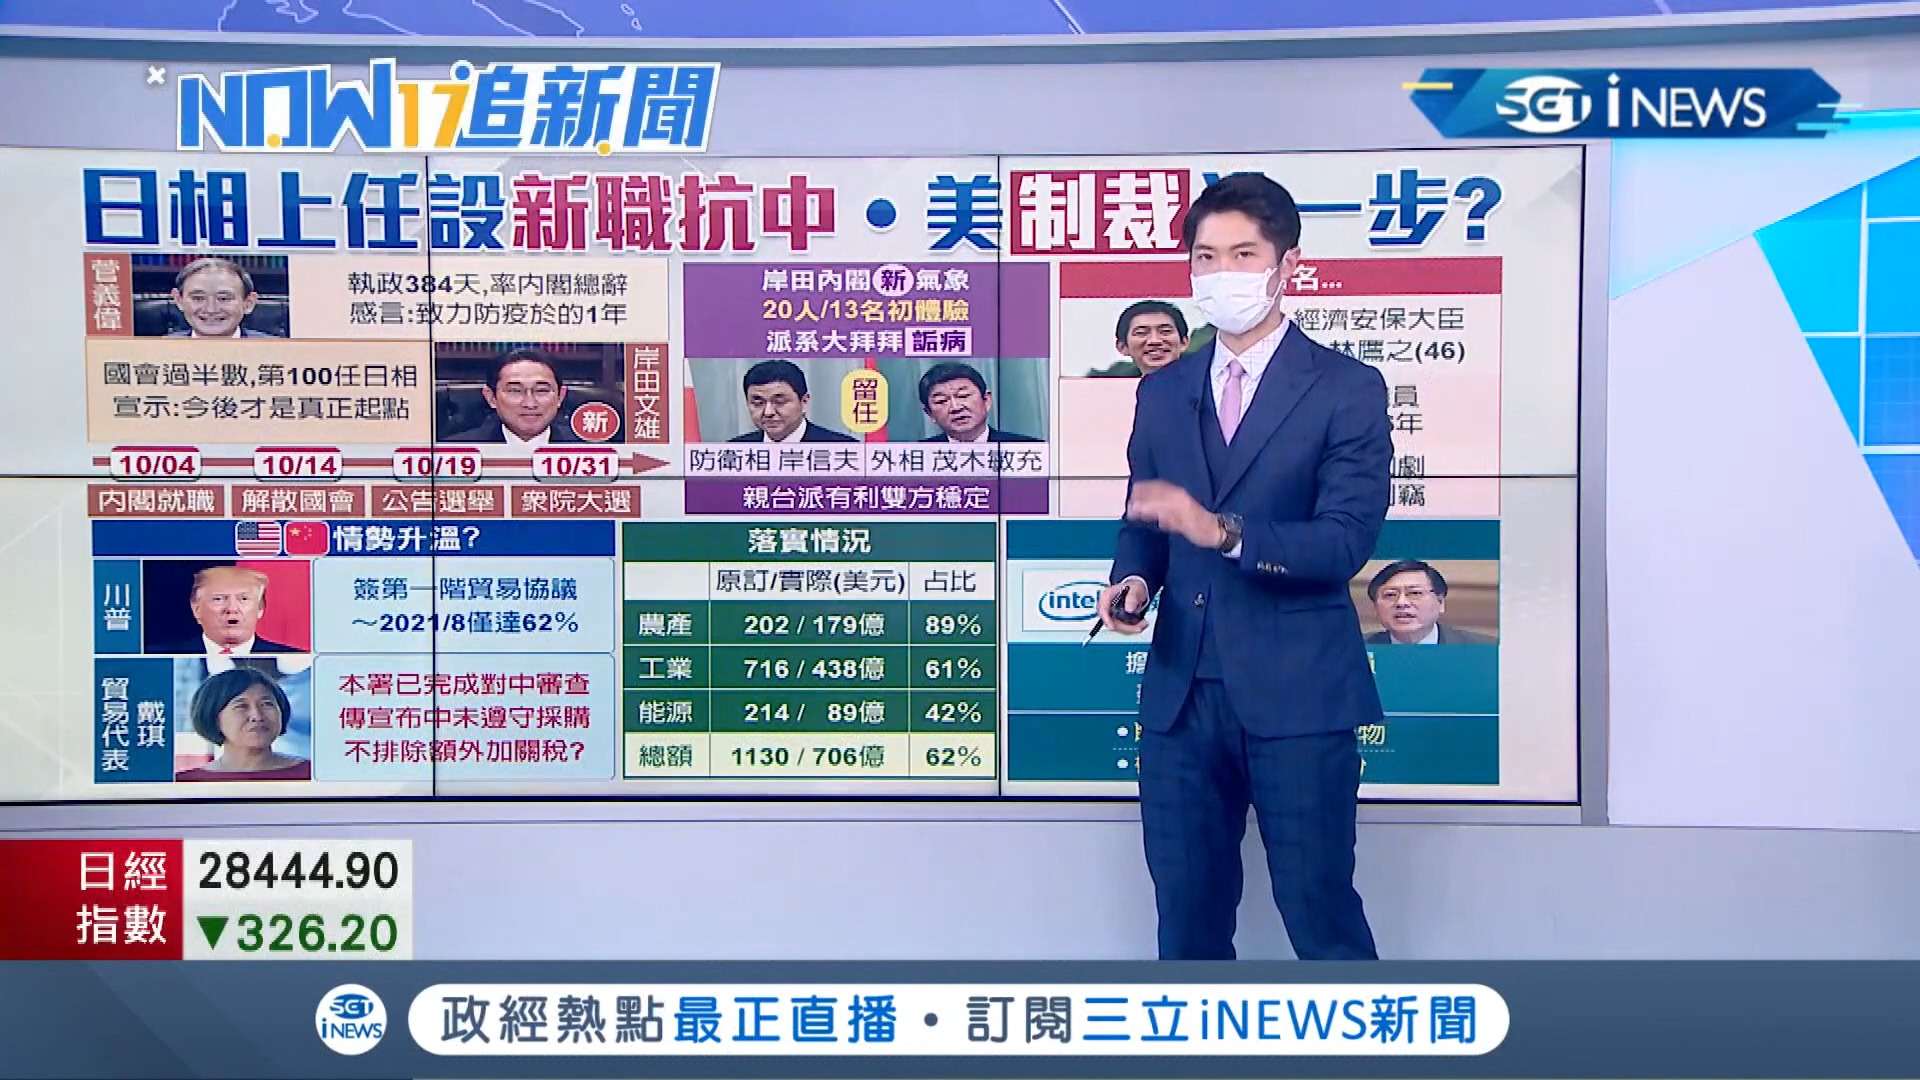 NOW 17追新聞
SET iNEWS
日相上任設新職抗中・美制裁 一步?
菅義偉
執政384天,率內閣總辭
感言:致力防疫於的1年
國會過半數,第100任日相
宣示:今後才是真正起點
新
岸田文雄
10/04 10/14 10/19 10/31
內閣就職 解散國會 公告選舉 眾院大選
岸田內閣新氣象
20人/13名初體驗
派系大拜拜 詬病
留任
防衛相 岸信夫 外相 茂木敏充
親台派有利雙方穩定
名...
經濟安保大臣
林鷹之(46)
員
年
劇
竊
情勢升溫?
川普
簽第一階貿易協議
～2021/8僅達62%
貿易代表 戴琪
本署已完成對中審查
傳宣布中未遵守採購
不排除額外加關稅?
落實情況
原訂/實際(美元) 占比
農產 202 / 179億 89%
工業 716 / 438億 61%
能源 214 / 89億 42%
總額 1130 / 706億 62%
intel
擔
物
日經指數
28444.90
▼326.20
SET iNEWS
政經熱點最正直播・訂閱三立iNEWS新聞